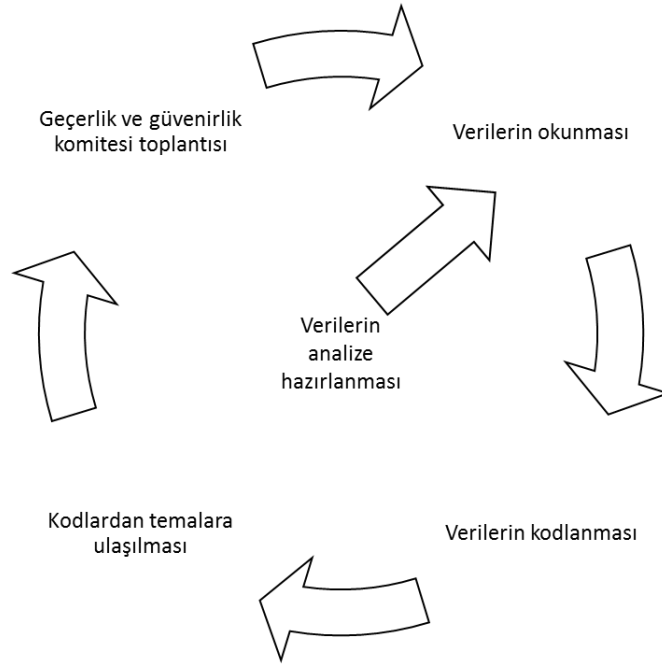 Geçerlik ve güvenirlik
komitesi toplantısı
Verilerin okunması
Verilerin
analize
hazırlanması
Kodlardan temalara
ulaşılması
Verilerin kodlanması